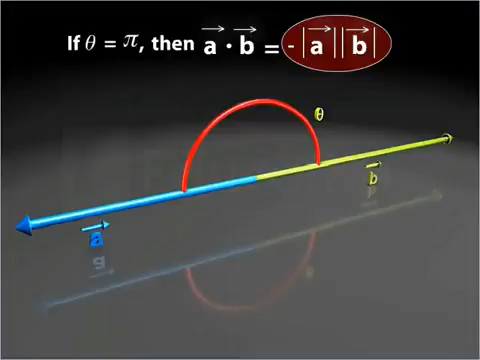 If θ = π, then a⃗ · b⃗ = -|a⃗||b⃗|
θ
b⃗
a⃗